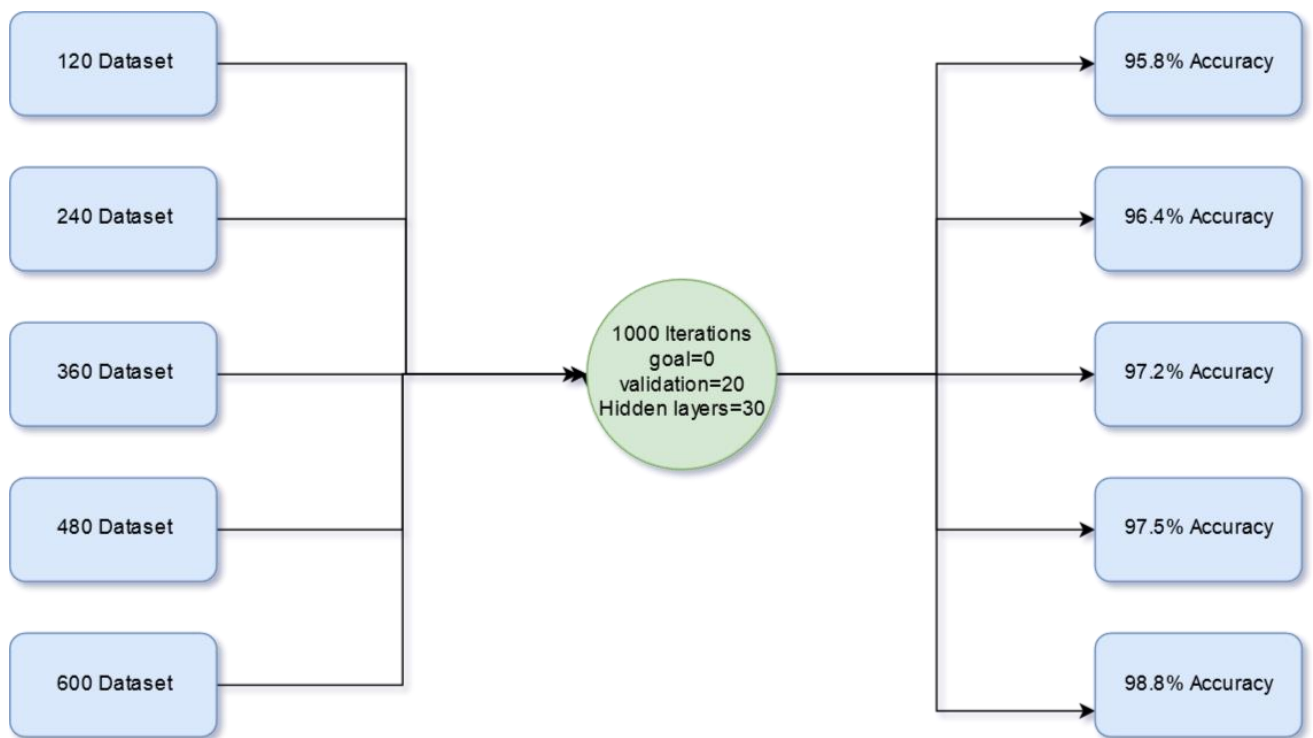 120 Dataset
240 Dataset
360 Dataset
480 Dataset
600 Dataset
1000 Iterations
goal=0
validation=20
Hidden layers=30
95.8% Accuracy
96.4% Accuracy
97.2% Accuracy
97.5% Accuracy
98.8% Accuracy